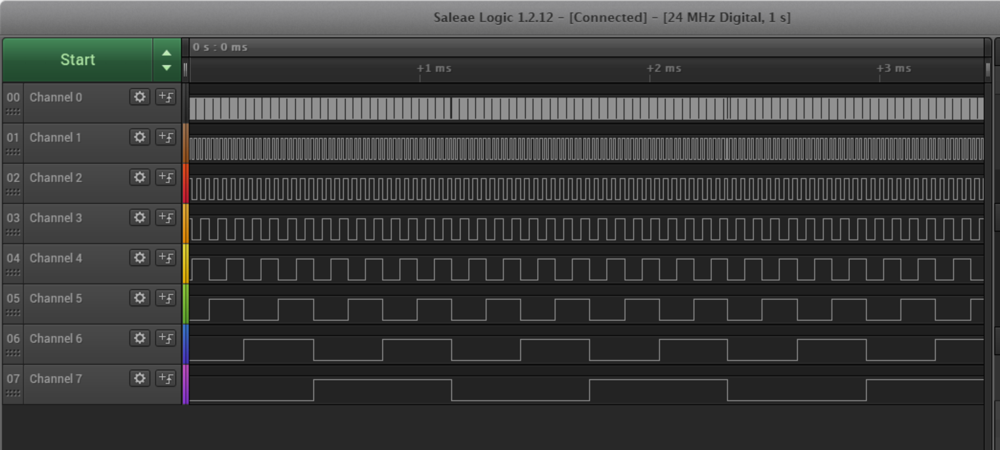 Saleae Logic 1.2.12 - [Connected] - [24 MHz Digital, 1 s]
Start
0 s : 0 ms
+1 ms +2 ms +3 ms
00 Channel 0
01 Channel 1
02 Channel 2
03 Channel 3
04 Channel 4
05 Channel 5
06 Channel 6
07 Channel 7